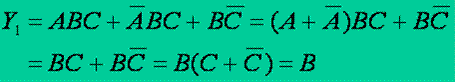 Y₁ = ABC + A̅BC + BC̅ = (A + A̅)BC + BC̅
= BC + BC̅ = B(C + C̅) = B